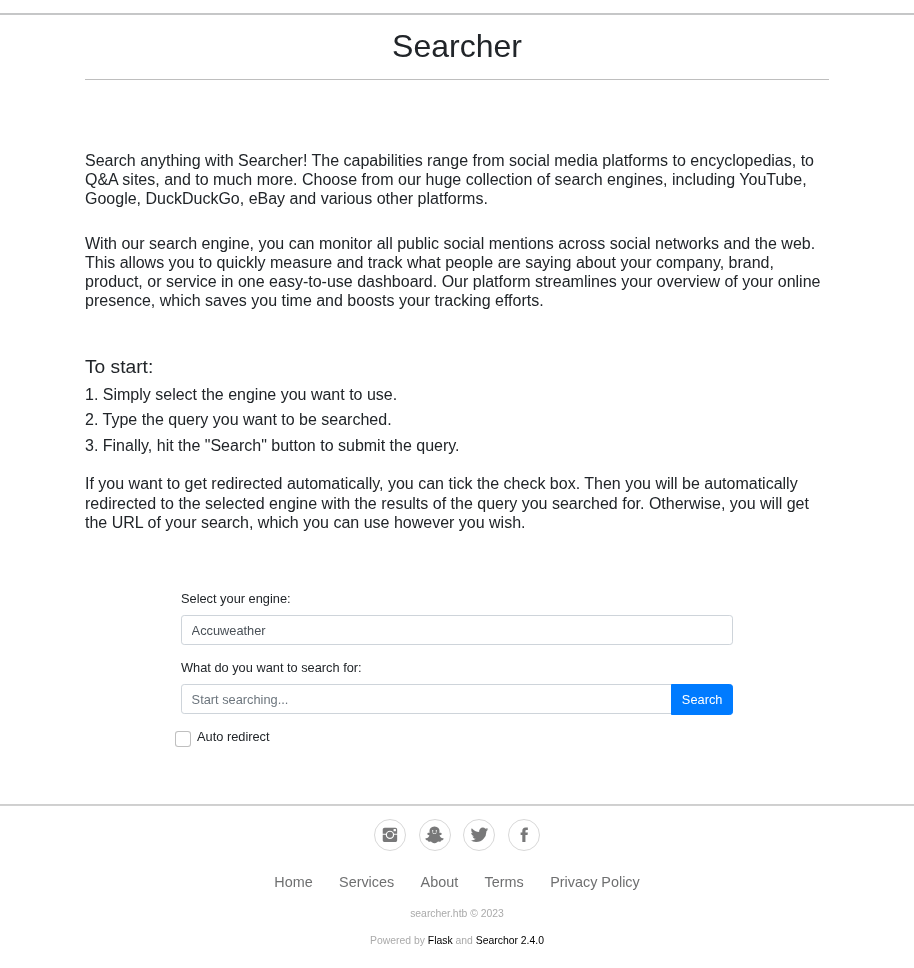 Searcher
Search anything with Searcher! The capabilities range from social media platforms to encyclopedias, to
Q&A sites, and to much more. Choose from our huge collection of search engines, including YouTube,
Google, DuckDuckGo, eBay and various other platforms.
With our search engine, you can monitor all public social mentions across social networks and the web.
This allows you to quickly measure and track what people are saying about your company, brand,
product, or service in one easy-to-use dashboard. Our platform streamlines your overview of your online
presence, which saves you time and boosts your tracking efforts.
To start:
1. Simply select the engine you want to use.
2. Type the query you want to be searched.
3. Finally, hit the "Search" button to submit the query.
If you want to get redirected automatically, you can tick the check box. Then you will be automatically
redirected to the selected engine with the results of the query you searched for. Otherwise, you will get
the URL of your search, which you can use however you wish.
Select your engine:
Accuweather
What do you want to search for:
Start searching... Search
Auto redirect
Home Services About Terms Privacy Policy
searcher.htb © 2023
Powered by Flask and Searchor 2.4.0